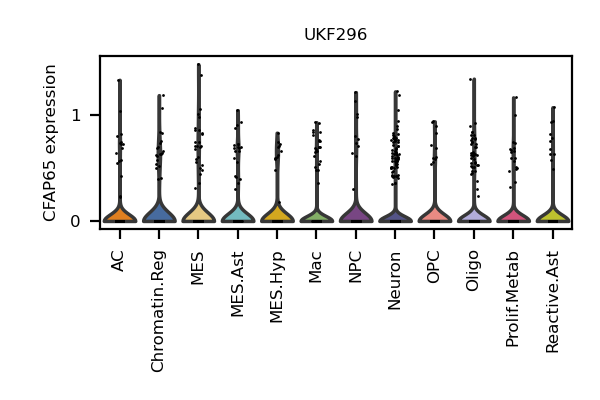 UKF296
CFAP65 expression
1
0
AC
Chromatin.Reg
MES
MES.Ast
MES.Hyp
Mac
NPC
Neuron
OPC
Oligo
Prolif.Metab
Reactive.Ast